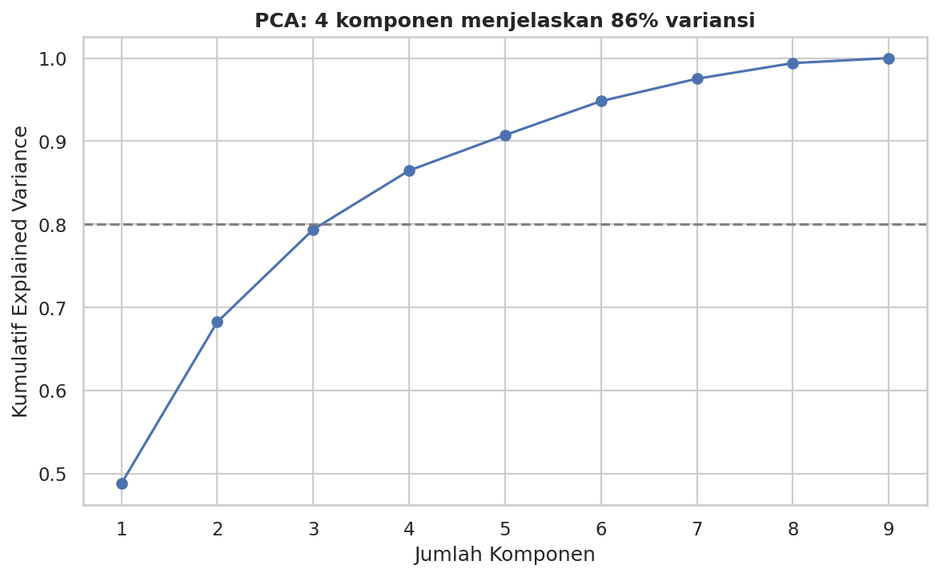 PCA: 4 komponen menjelaskan 86% variansi
Kumulatif Explained Variance
1.0
0.9
0.8
0.7
0.6
0.5
1 2 3 4 5 6 7 8 9
Jumlah Komponen